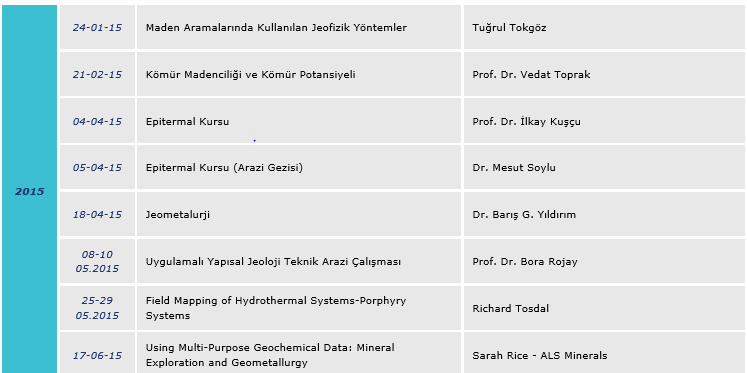 24-01-15 Maden Aramalarında Kullanılan Jeofizik Yöntemler Tuğrul Tokgöz
21-02-15 Kömür Madenciliği ve Kömür Potansiyeli Prof. Dr. Vedat Toprak
04-04-15 Epitermal Kursu Prof. Dr. İlkay Kuşçu
05-04-15 Epitermal Kursu (Arazi Gezisi) Dr. Mesut Soylu
2015
18-04-15 Jeometalurji Dr. Barış G. Yıldırım
08-10
05.2015 Uygulamalı Yapısal Jeoloji Teknik Arazi Çalışması Prof. Dr. Bora Rojay
25-29
05.2015
Field Mapping of Hydrothermal Systems-Porphyry
Systems
Richard Tosdal
17-06-15
Using Multi-Purpose Geochemical Data: Mineral
Exploration and Geometallurgy
Sarah Rice - ALS Minerals